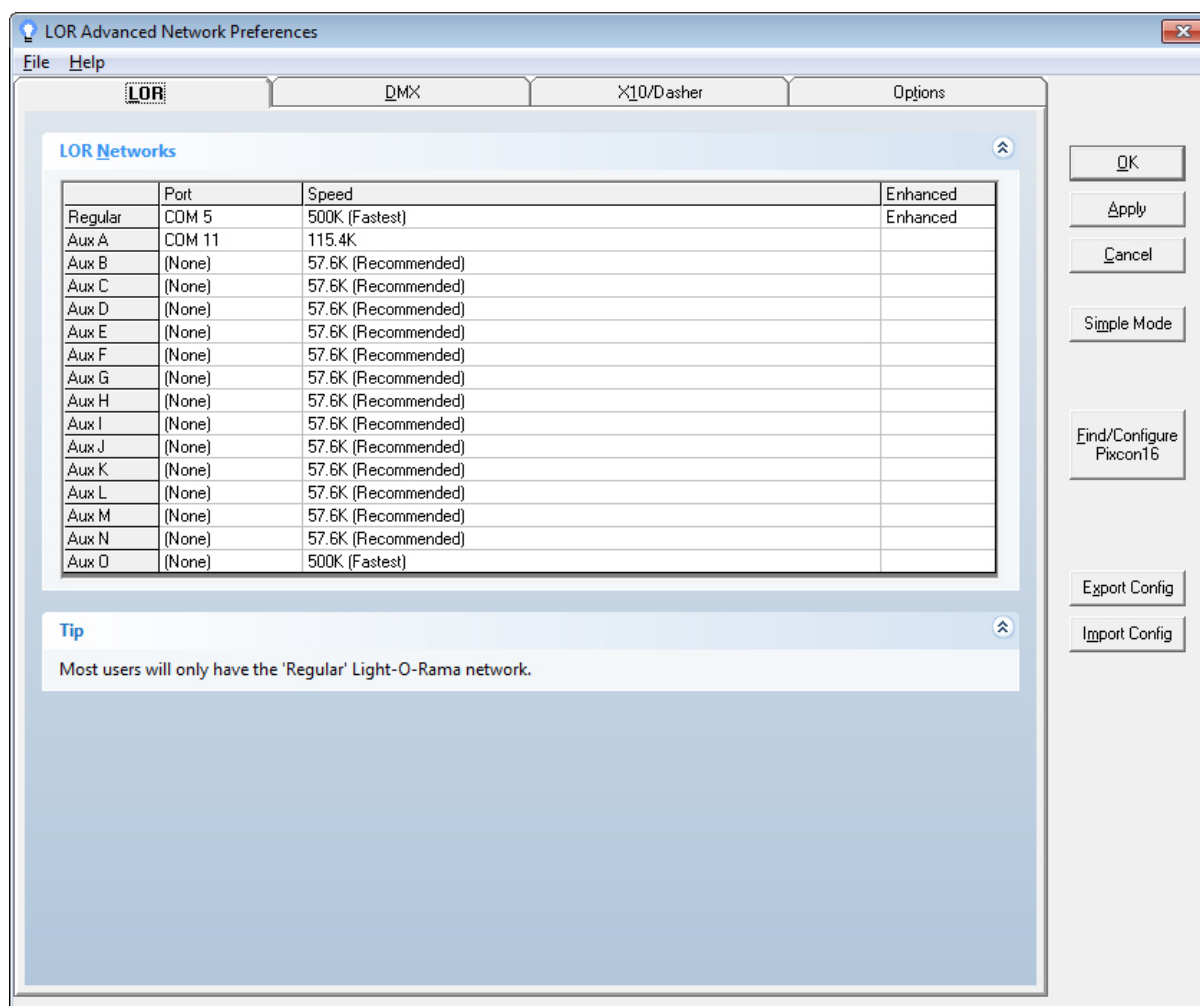 LOR Advanced Network Preferences
File Help
LOR DMX X10/Dasher Options
LOR Networks
Port Speed Enhanced
Regular COM 5 500K (Fastest) Enhanced
Aux A COM 11 115.4K
Aux B (None) 57.6K (Recommended)
Aux C (None) 57.6K (Recommended)
Aux D (None) 57.6K (Recommended)
Aux E (None) 57.6K (Recommended)
Aux F (None) 57.6K (Recommended)
Aux G (None) 57.6K (Recommended)
Aux H (None) 57.6K (Recommended)
Aux I (None) 57.6K (Recommended)
Aux J (None) 57.6K (Recommended)
Aux K (None) 57.6K (Recommended)
Aux L (None) 57.6K (Recommended)
Aux M (None) 57.6K (Recommended)
Aux N (None) 57.6K (Recommended)
Aux O (None) 500K (Fastest)
Tip
Most users will only have the 'Regular' Light-O-Rama network.
OK
Apply
Cancel
Simple Mode
Find/Configure
Pixcon16
Export Config
Import Config